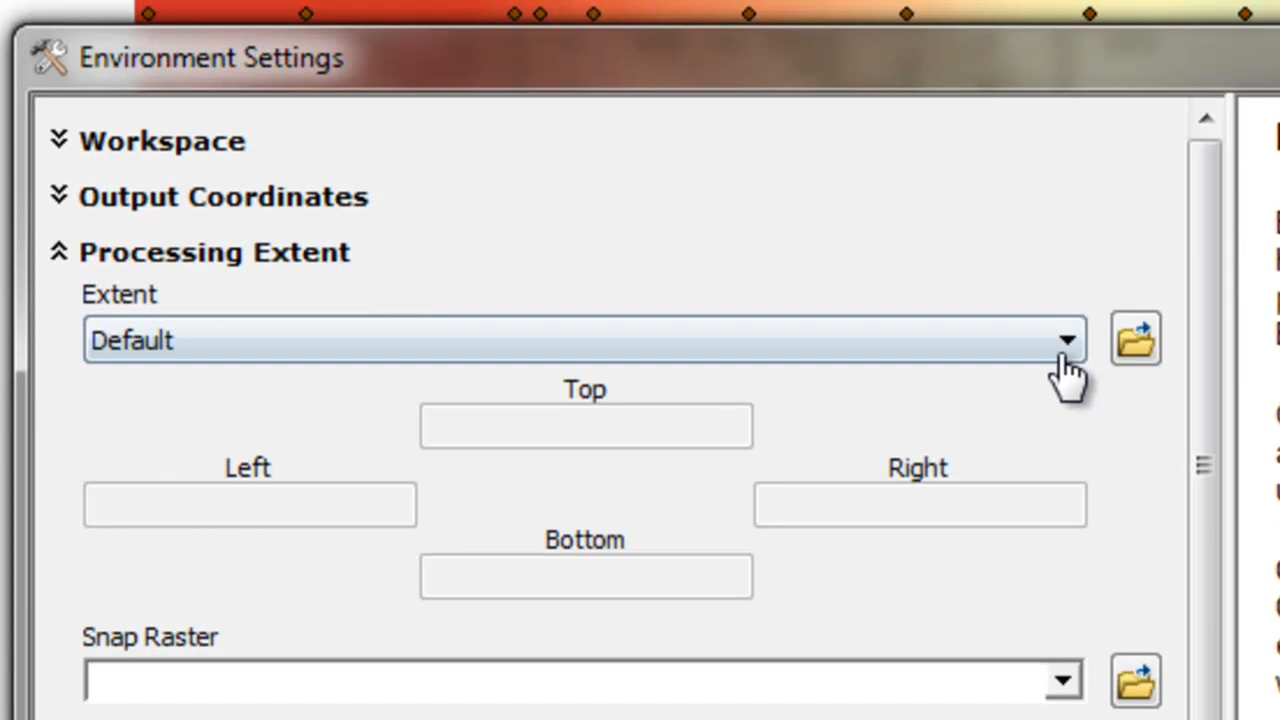 Environment Settings
Workspace
Output Coordinates
Processing Extent
Extent
Default
Top
Left
Right
Bottom
Snap Raster